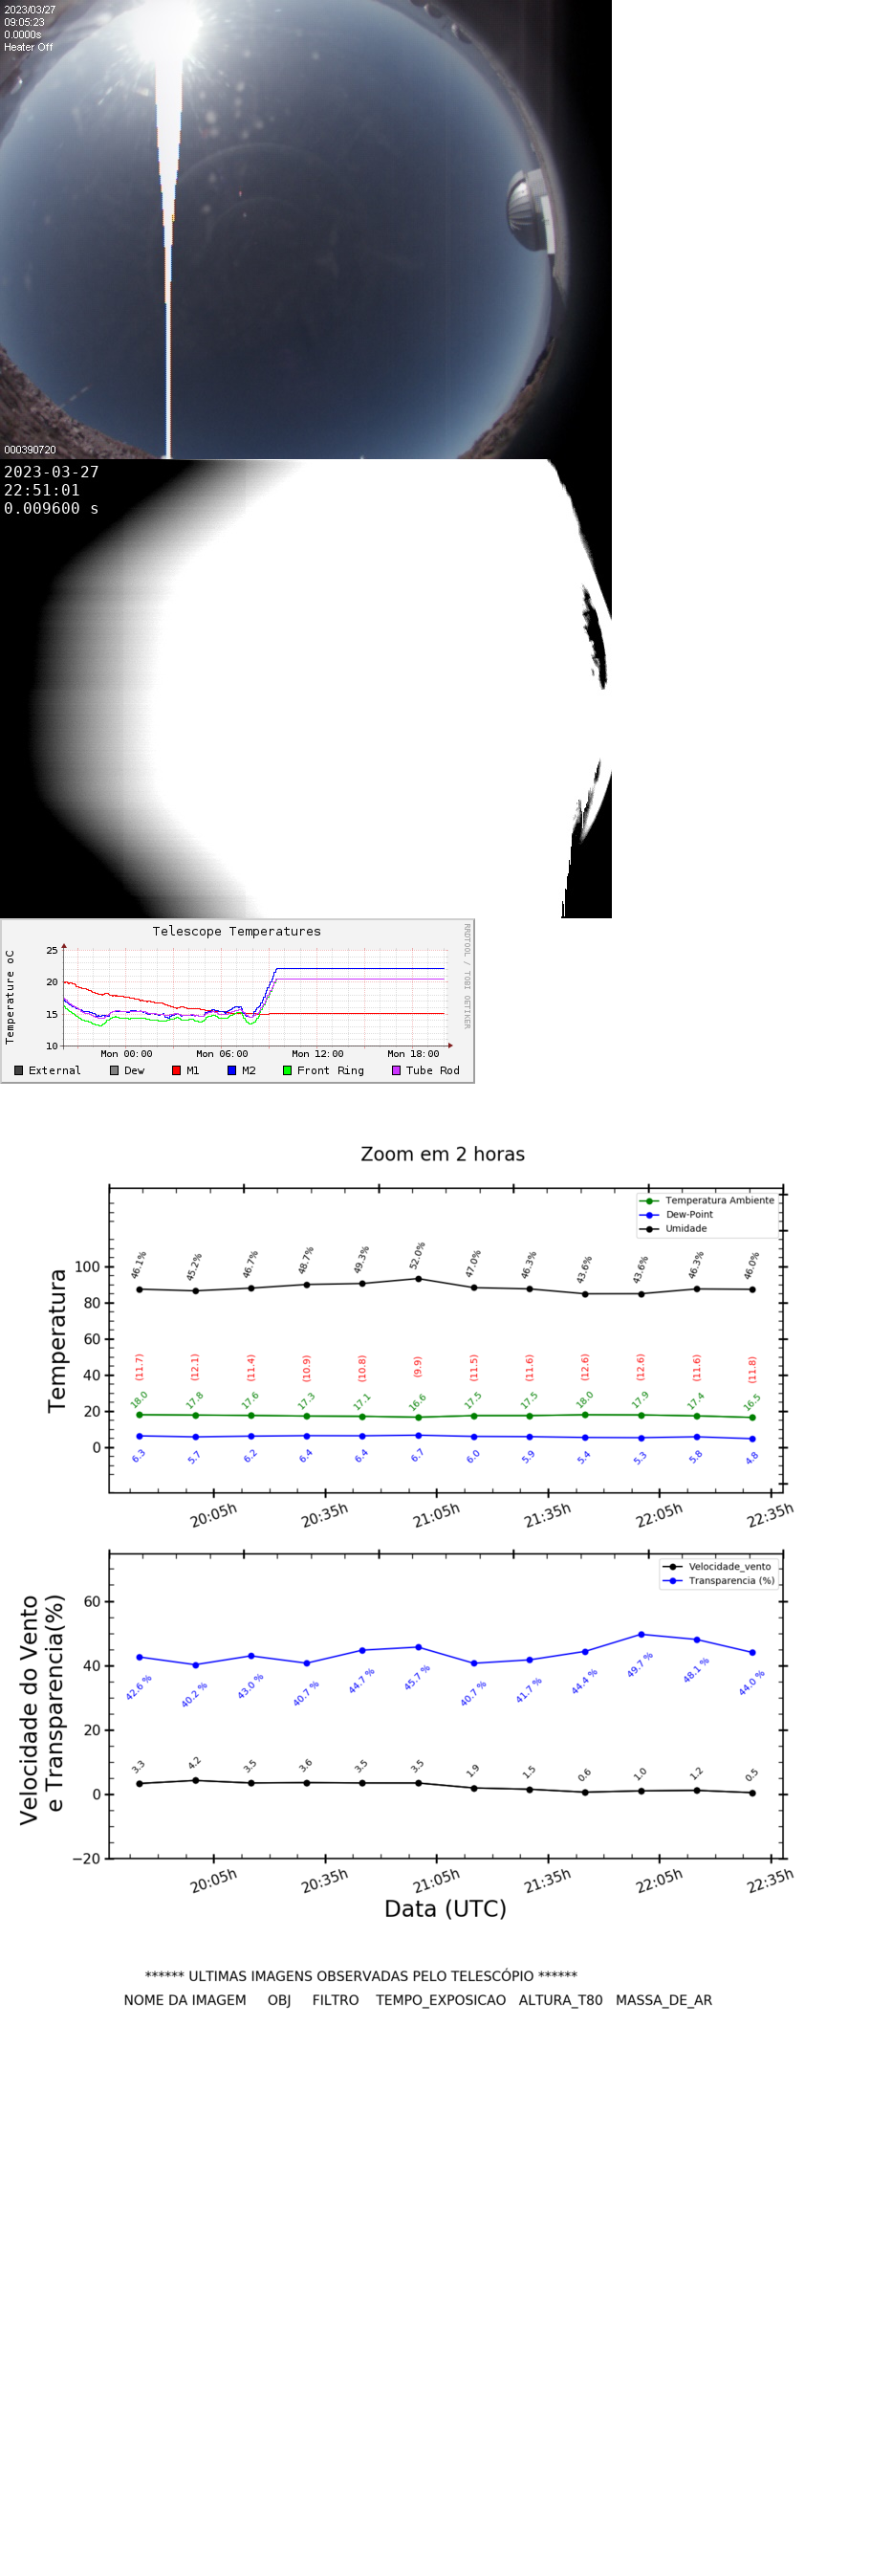 2023/03/27
09:05:23
0.0000s
Heater Off
000390720
2023-03-27
22:51:01
0.009600 s
Telescope Temperatures
RRDTOOL / TOBI OETIKER
Temperature oC
25
20
15
10
Mon 00:00 Mon 06:00 Mon 12:00 Mon 18:00
External Dew M1 M2 Front Ring Tube Rod
Zoom em 2 horas
Temperatura Ambiente
Dew-Point
Umidade
Temperatura
100
80
60
40
20
0
46.1% 45.2% 46.7% 48.7% 49.3% 52.0% 47.0% 46.3% 43.6% 43.6% 46.3% 46.0%
(11.7) (12.1) (11.4) (10.9) (10.8) (9.9) (11.5) (11.6) (12.6) (12.6) (11.6) (11.8)
18.0 17.8 17.6 17.3 17.1 16.6 17.5 17.5 18.0 17.9 17.4 16.5
6.3 5.7 6.2 6.4 6.4 6.7 6.0 5.9 5.4 5.3 5.8 4.8
20:05h 20:35h 21:05h 21:35h 22:05h 22:35h
Velocidade_vento
Transparencia (%)
Velocidade do Vento
e Transparencia(%)
60
40
20
0
−20
42.6 % 40.2 % 43.0 % 40.7 % 44.7 % 45.7 % 40.7 % 41.7 % 44.4 % 49.7 % 48.1 % 44.0 %
3.3 4.2 3.5 3.6 3.5 3.5 1.9 1.5 0.6 1.0 1.2 0.5
20:05h 20:35h 21:05h 21:35h 22:05h 22:35h
Data (UTC)
****** ULTIMAS IMAGENS OBSERVADAS PELO TELESCÓPIO ******
NOME DA IMAGEM OBJ FILTRO TEMPO_EXPOSICAO ALTURA_T80 MASSA_DE_AR